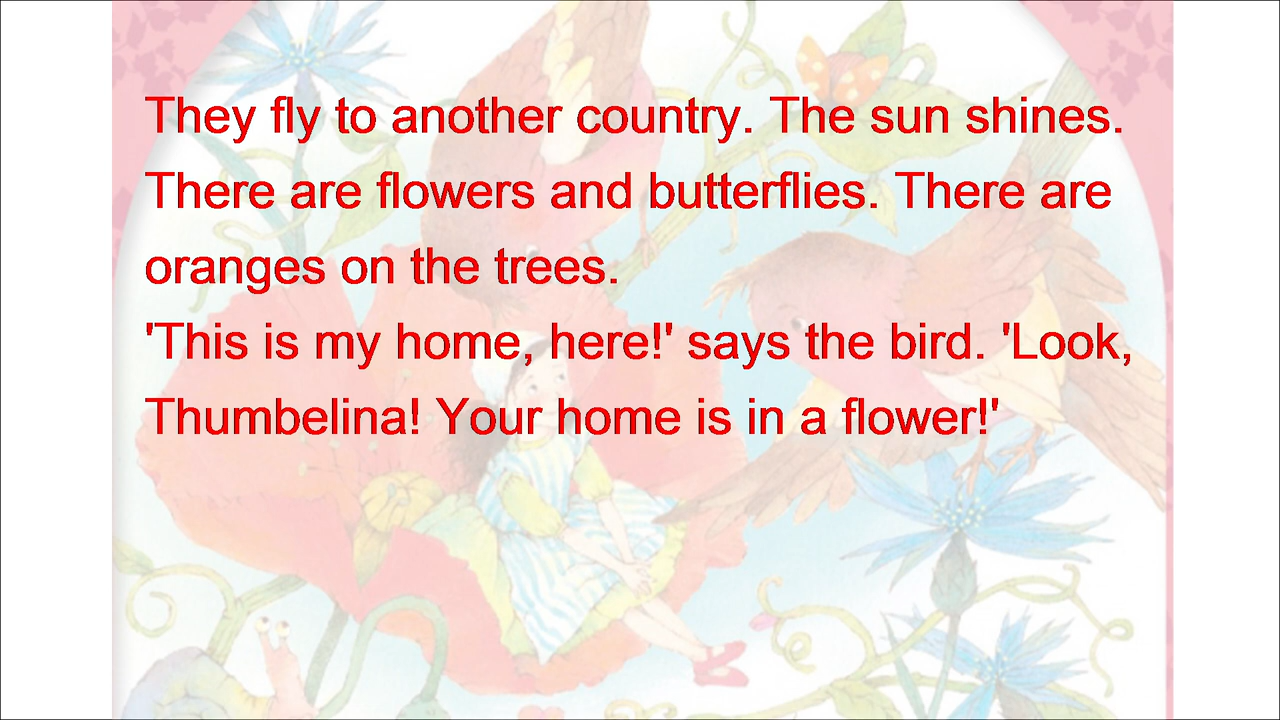 They fly to another country. The sun shines.
There are flowers and butterflies. There are
oranges on the trees.
'This is my home, here!' says the bird. 'Look,
Thumbelina! Your home is in a flower!'